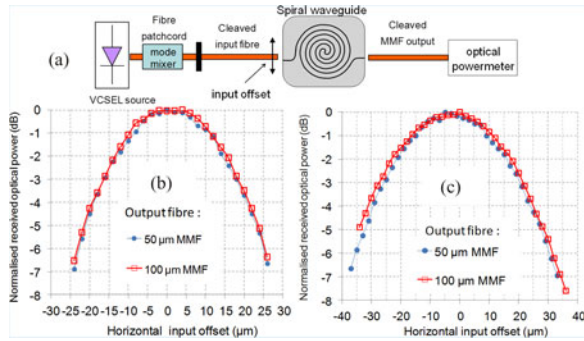 Fibre patchcord
Cleaved input fibre
Spiral waveguide
Cleaved MMF output
(a)
mode mixer
optical powermeter
VCSEL source
input offset
Normalised received optical power (dB)
0
-1
-2
-3
-4
-5
-6
-7
-8
(b)
Output fibre :
50 µm MMF
100 µm MMF
-30 -25 -20 -15 -10 -5 0 5 10 15 20 25 30
Horizontal input offset (µm)
Normalised received optical power (dB)
0
-1
-2
-3
-4
-5
-6
-7
-8
(c)
Output fibre :
50 µm MMF
100 µm MMF
-40 -30 -20 -10 0 10 20 30 40
Horizontal input offset (µm)